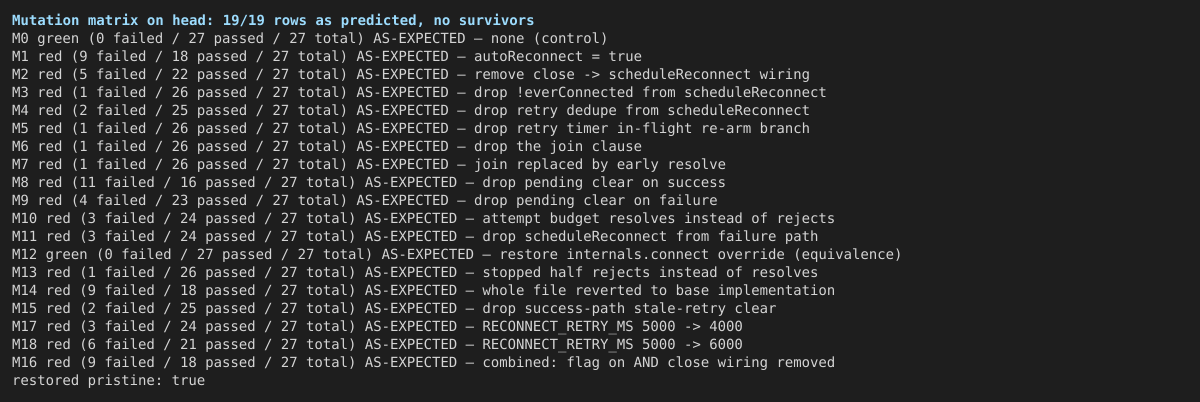 Mutation matrix on head: 19/19 rows as predicted, no survivors
M0 green (0 failed / 27 passed / 27 total) AS-EXPECTED — none (control)
M1 red (9 failed / 18 passed / 27 total) AS-EXPECTED — autoReconnect = true
M2 red (5 failed / 22 passed / 27 total) AS-EXPECTED — remove close -> scheduleReconnect wiring
M3 red (1 failed / 26 passed / 27 total) AS-EXPECTED — drop !everConnected from scheduleReconnect
M4 red (2 failed / 25 passed / 27 total) AS-EXPECTED — drop retry dedupe from scheduleReconnect
M5 red (1 failed / 26 passed / 27 total) AS-EXPECTED — drop retry timer in-flight re-arm branch
M6 red (1 failed / 26 passed / 27 total) AS-EXPECTED — drop the join clause
M7 red (1 failed / 26 passed / 27 total) AS-EXPECTED — join replaced by early resolve
M8 red (11 failed / 16 passed / 27 total) AS-EXPECTED — drop pending clear on success
M9 red (4 failed / 23 passed / 27 total) AS-EXPECTED — drop pending clear on failure
M10 red (3 failed / 24 passed / 27 total) AS-EXPECTED — attempt budget resolves instead of rejects
M11 red (3 failed / 24 passed / 27 total) AS-EXPECTED — drop scheduleReconnect from failure path
M12 green (0 failed / 27 passed / 27 total) AS-EXPECTED — restore internals.connect override (equivalence)
M13 red (1 failed / 26 passed / 27 total) AS-EXPECTED — stopped half rejects instead of resolves
M14 red (9 failed / 18 passed / 27 total) AS-EXPECTED — whole file reverted to base implementation
M15 red (2 failed / 25 passed / 27 total) AS-EXPECTED — drop success-path stale-retry clear
M17 red (3 failed / 24 passed / 27 total) AS-EXPECTED — RECONNECT_RETRY_MS 5000 -> 4000
M18 red (6 failed / 21 passed / 27 total) AS-EXPECTED — RECONNECT_RETRY_MS 5000 -> 6000
M16 red (9 failed / 18 passed / 27 total) AS-EXPECTED — combined: flag on AND close wiring removed
restored pristine: true